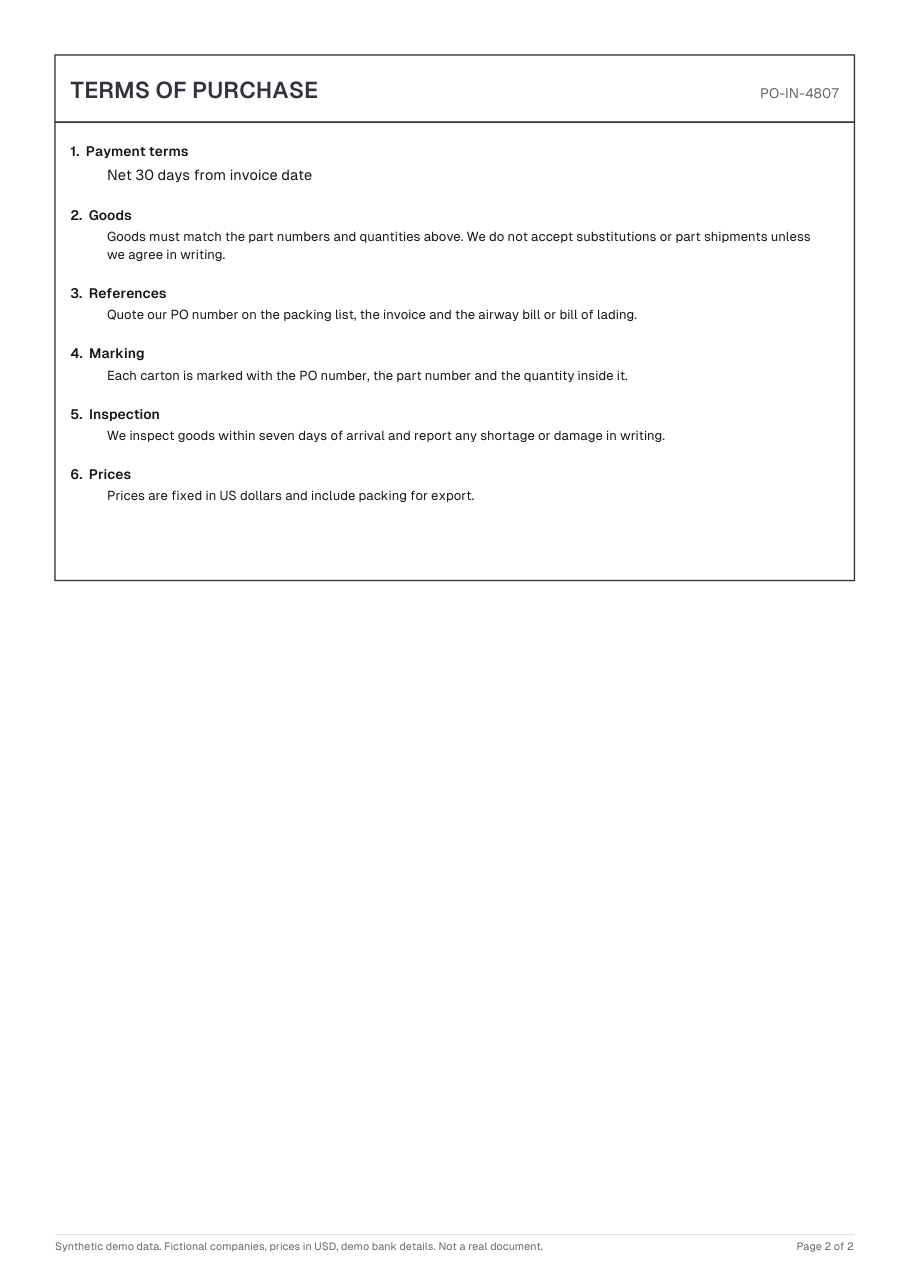 TERMS OF PURCHASE
PO-IN-4807
1. Payment terms
Net 30 days from invoice date
2. Goods
Goods must match the part numbers and quantities above. We do not accept substitutions or part shipments unless
we agree in writing.
3. References
Quote our PO number on the packing list, the invoice and the airway bill or bill of lading.
4. Marking
Each carton is marked with the PO number, the part number and the quantity inside it.
5. Inspection
We inspect goods within seven days of arrival and report any shortage or damage in writing.
6. Prices
Prices are fixed in US dollars and include packing for export.
Synthetic demo data. Fictional companies, prices in USD, demo bank details. Not a real document.
Page 2 of 2